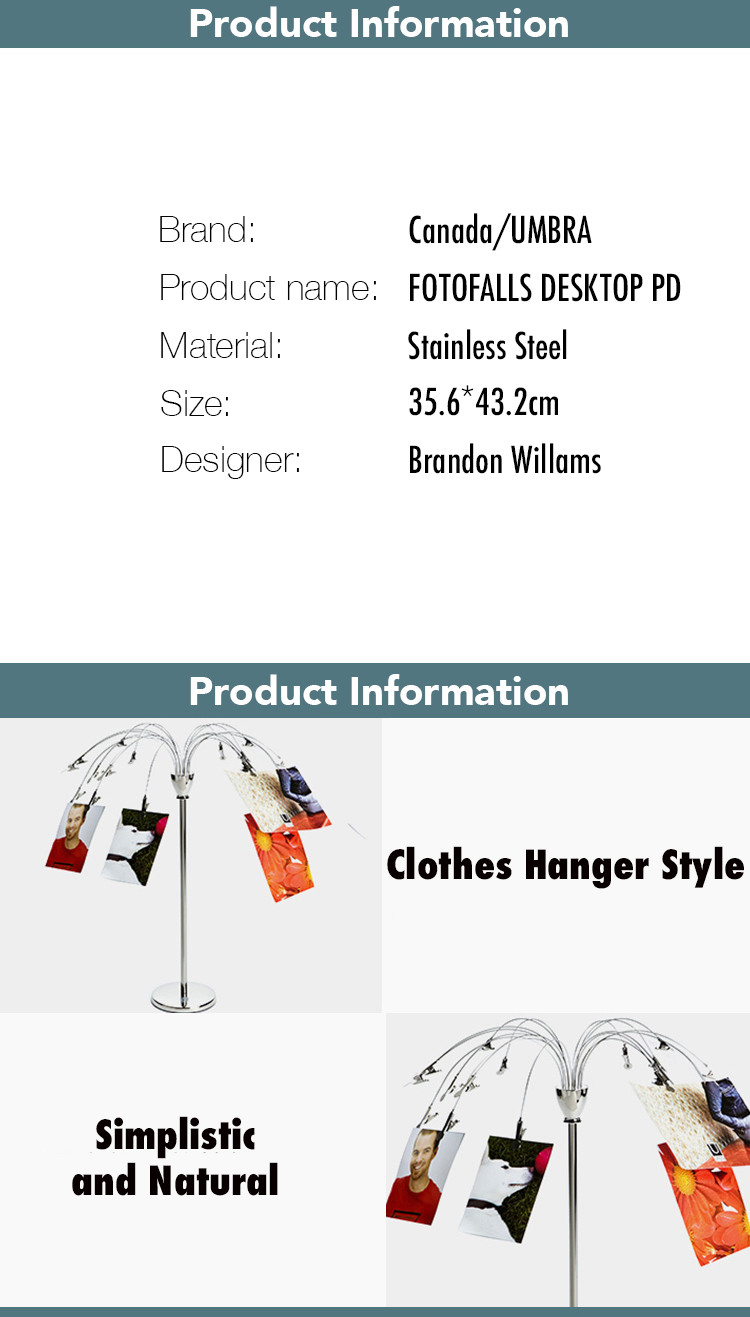 Product Information
Brand: Canada/UMBRA
Product name: FOTOFALLS DESKTOP PD
Material: Stainless Steel
Size: 35.6*43.2cm
Designer: Brandon Willams
Product Information
Clothes Hanger Style
Simplistic
and Natural